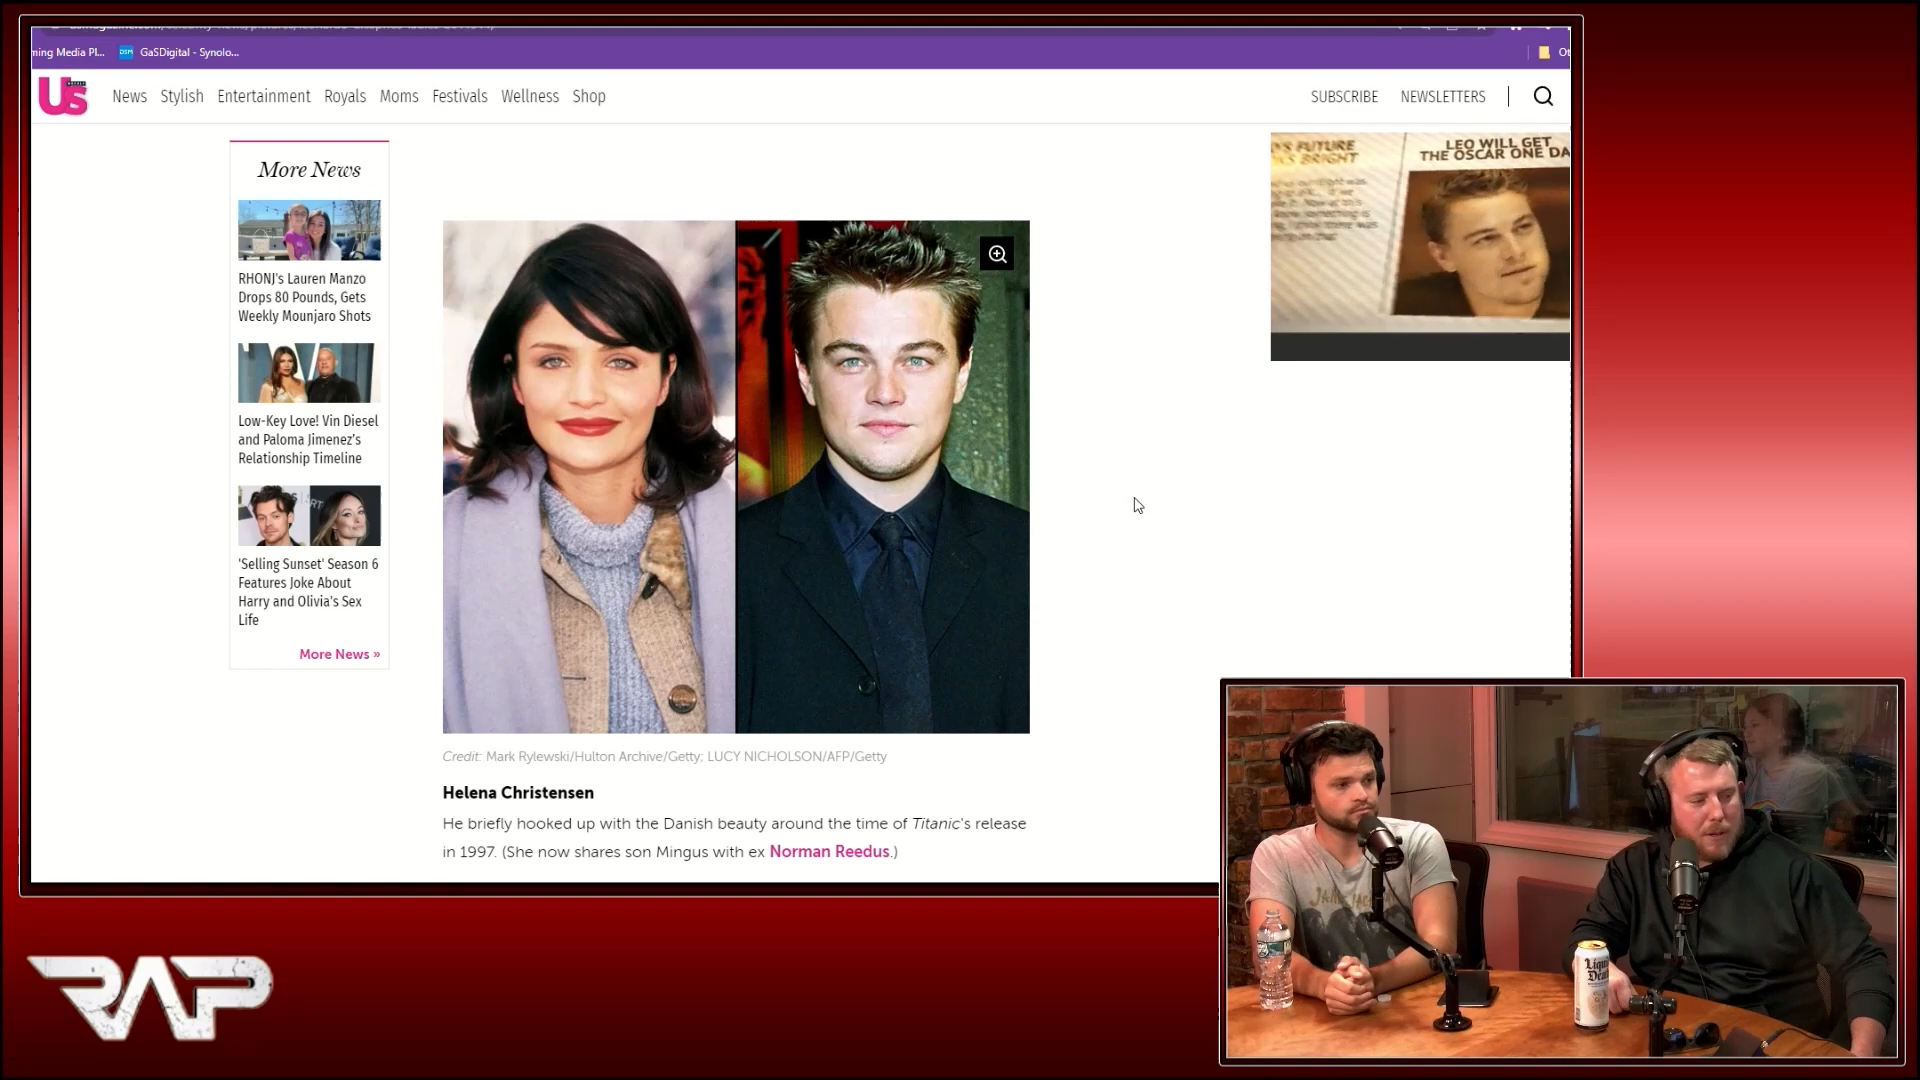 ming Media Pl...
GaSDigital - Synolo...
Us
WEEKLY
News Stylish Entertainment Royals Moms Festivals Wellness Shop
SUBSCRIBE NEWSLETTERS
More News
RHONJ's Lauren Manzo
Drops 80 Pounds, Gets
Weekly Mounjaro Shots
Low-Key Love! Vin Diesel
and Paloma Jimenez's
Relationship Timeline
'Selling Sunset' Season 6
Features Joke About
Harry and Olivia's Sex
Life
More News »
FUTURE
BRIGHT
LEO WILL GET
THE OSCAR ONE DA
Credit: Mark Rylewski/Hulton Archive/Getty; LUCY NICHOLSON/AFP/Getty
Helena Christensen
He briefly hooked up with the Danish beauty around the time of Titanic's release
in 1997. (She now shares son Mingus with ex Norman Reedus.)
RAP
Liquid
Death